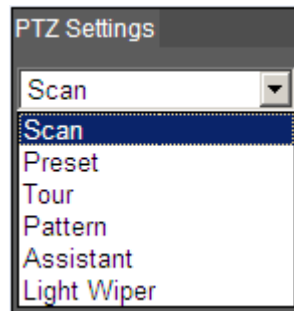 PTZ Settings
Scan
Scan
Preset
Tour
Pattern
Assistant
Light Wiper